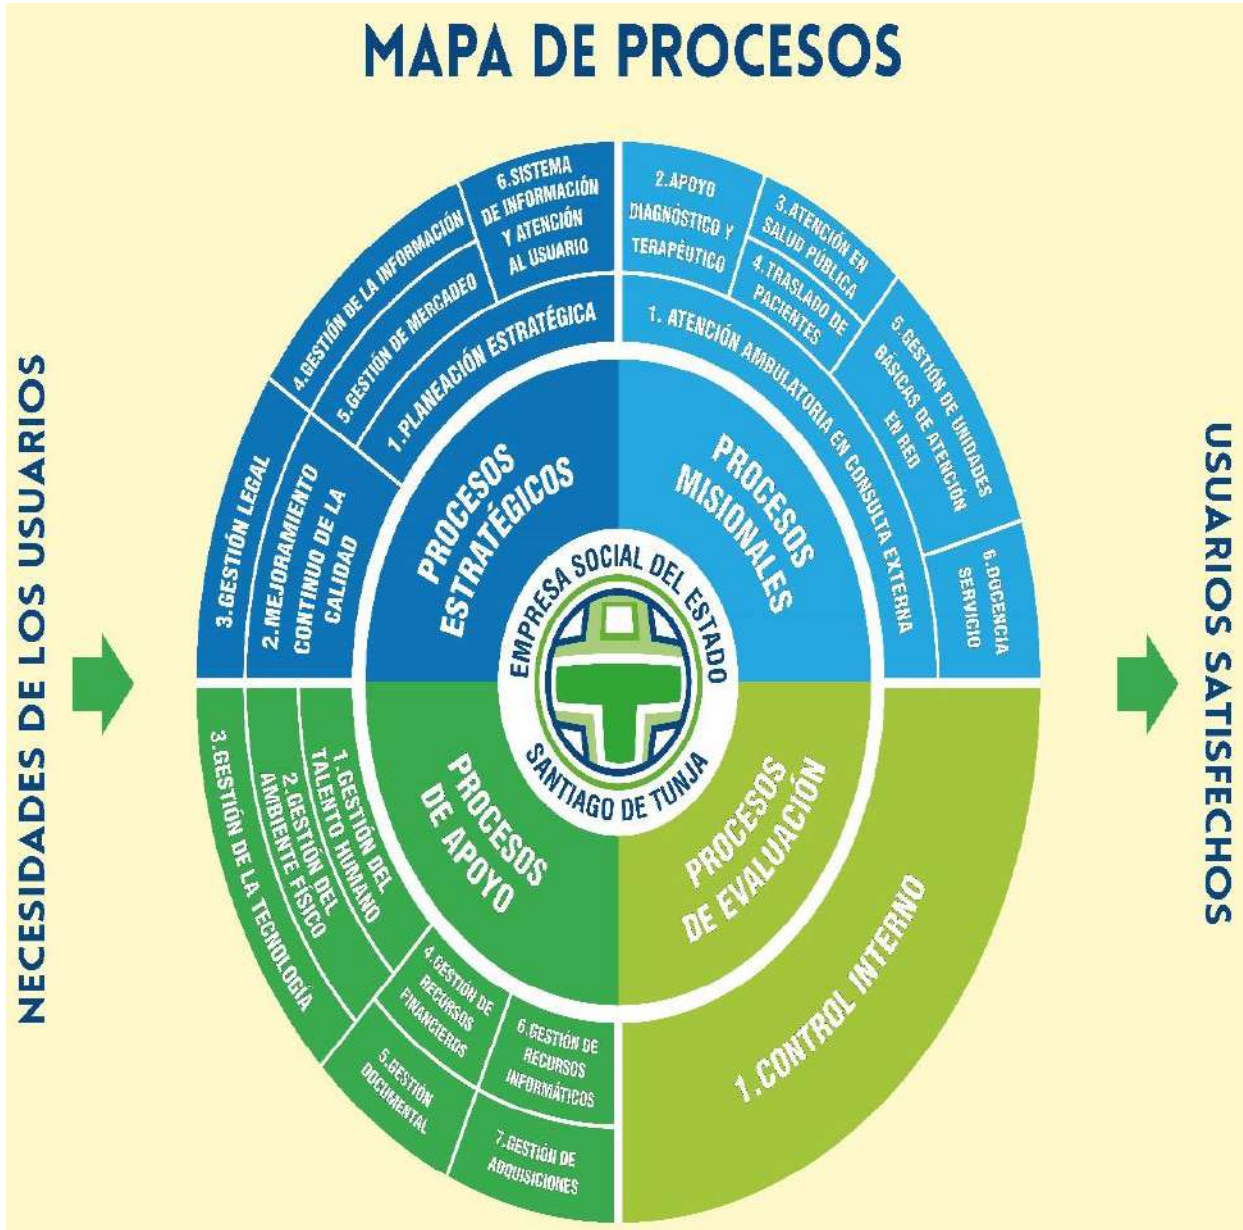 MAPA DE PROCESOS
NECESIDADES DE LOS USUARIOS
3.GESTIÓN LEGAL
2. MEJORAMIENTO
CONTINUO DE LA
CALIDAD
4.GESTIÓN DE LA INFORMACIÓN
5.GESTIÓN DE MERCADEO
1.PLANEACIÓN ESTRATÉGICA
6.SISTEMA
DE INFORMACIÓN
Y ATENCIÓN
AL USUARIO
PROCESOS
ESTRATÉGICOS
2.APOYO
DIAGNÓSTICO Y
TERAPÉUTICO
3.ATENCIÓN EN
SALUD PÚBLICA
4.TRASLADO DE
PACIENTES
1. ATENCIÓN AMBULATORIA EN CONSULTA EXTERNA
5.GESTIÓN DE UNIDADES
BÁSICAS DE ATENCIÓN
EN RED
6.DOCENCIA
SERVICIO
PROCESOS
MISIONALES
EMPRESA SOCIAL DEL ESTADO
SANTIAGO DE TUNJA
PROCESOS
DE APOYO
1.GESTIÓN DEL
TALENTO HUMANO
2.GESTIÓN DEL
AMBIENTE FÍSICO
3.GESTIÓN DE LA TECNOLOGÍA
4.GESTIÓN DE
RECURSOS
FINANCIEROS
5.GESTIÓN
DOCUMENTAL
6.GESTIÓN DE
RECURSOS
INFORMÁTICOS
7.GESTIÓN DE
ADQUISICIONES
PROCESOS
DE EVALUACIÓN
1.CONTROL INTERNO
USUARIOS SATISFECHOS